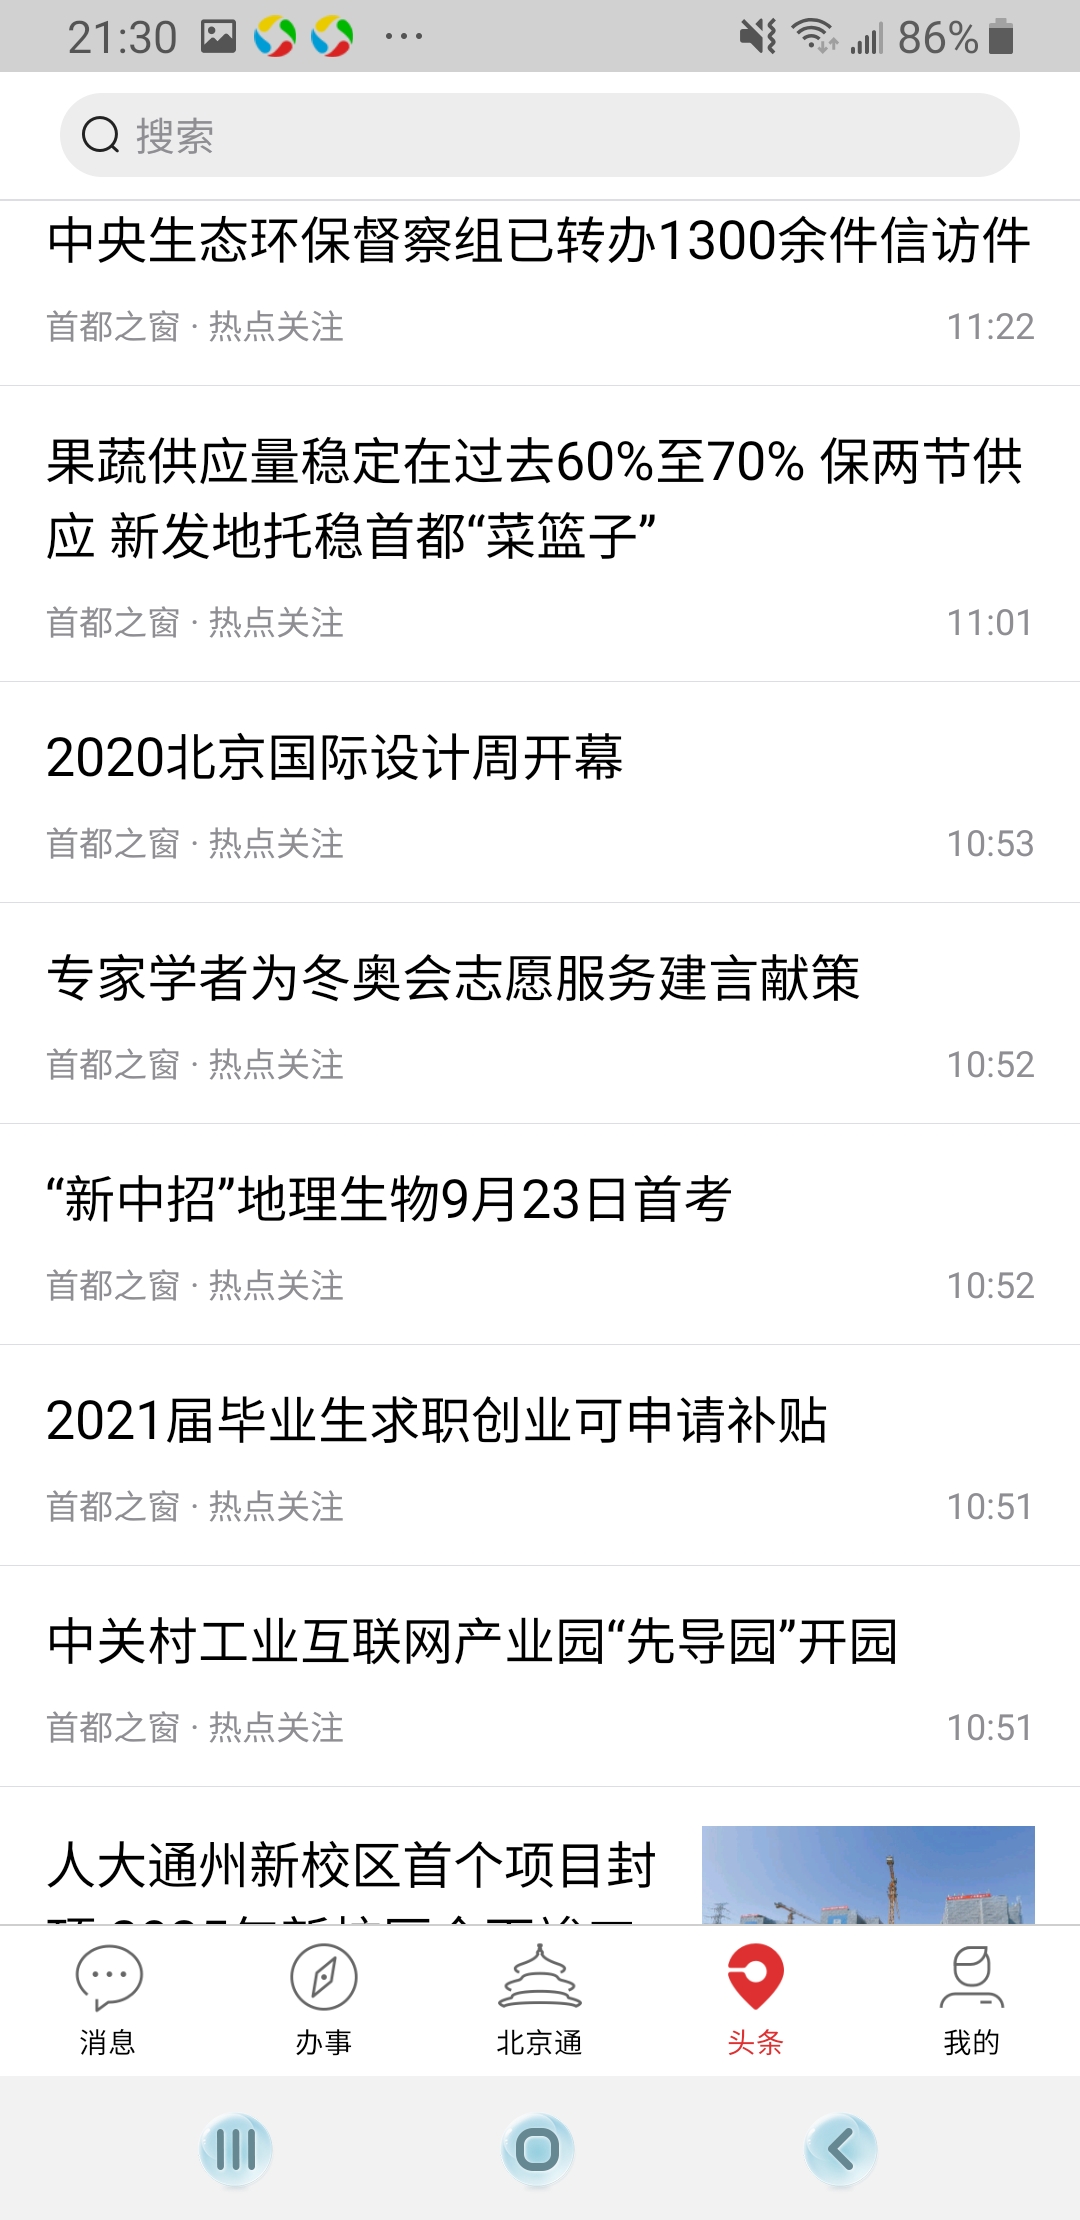 21:30 86%
搜索
中央生态环保督察组已转办1300余件信访件
首都之窗 · 热点关注 11:22
果蔬供应量稳定在过去60%至70% 保两节供
应 新发地托稳首都“菜篮子”
首都之窗 · 热点关注 11:01
2020北京国际设计周开幕
首都之窗 · 热点关注 10:53
专家学者为冬奥会志愿服务建言献策
首都之窗 · 热点关注 10:52
“新中招”地理生物9月23日首考
首都之窗 · 热点关注 10:52
2021届毕业生求职创业可申请补贴
首都之窗 · 热点关注 10:51
中关村工业互联网产业园“先导园”开园
首都之窗 · 热点关注 10:51
人大通州新校区首个项目封
消息 办事 北京通 头条 我的